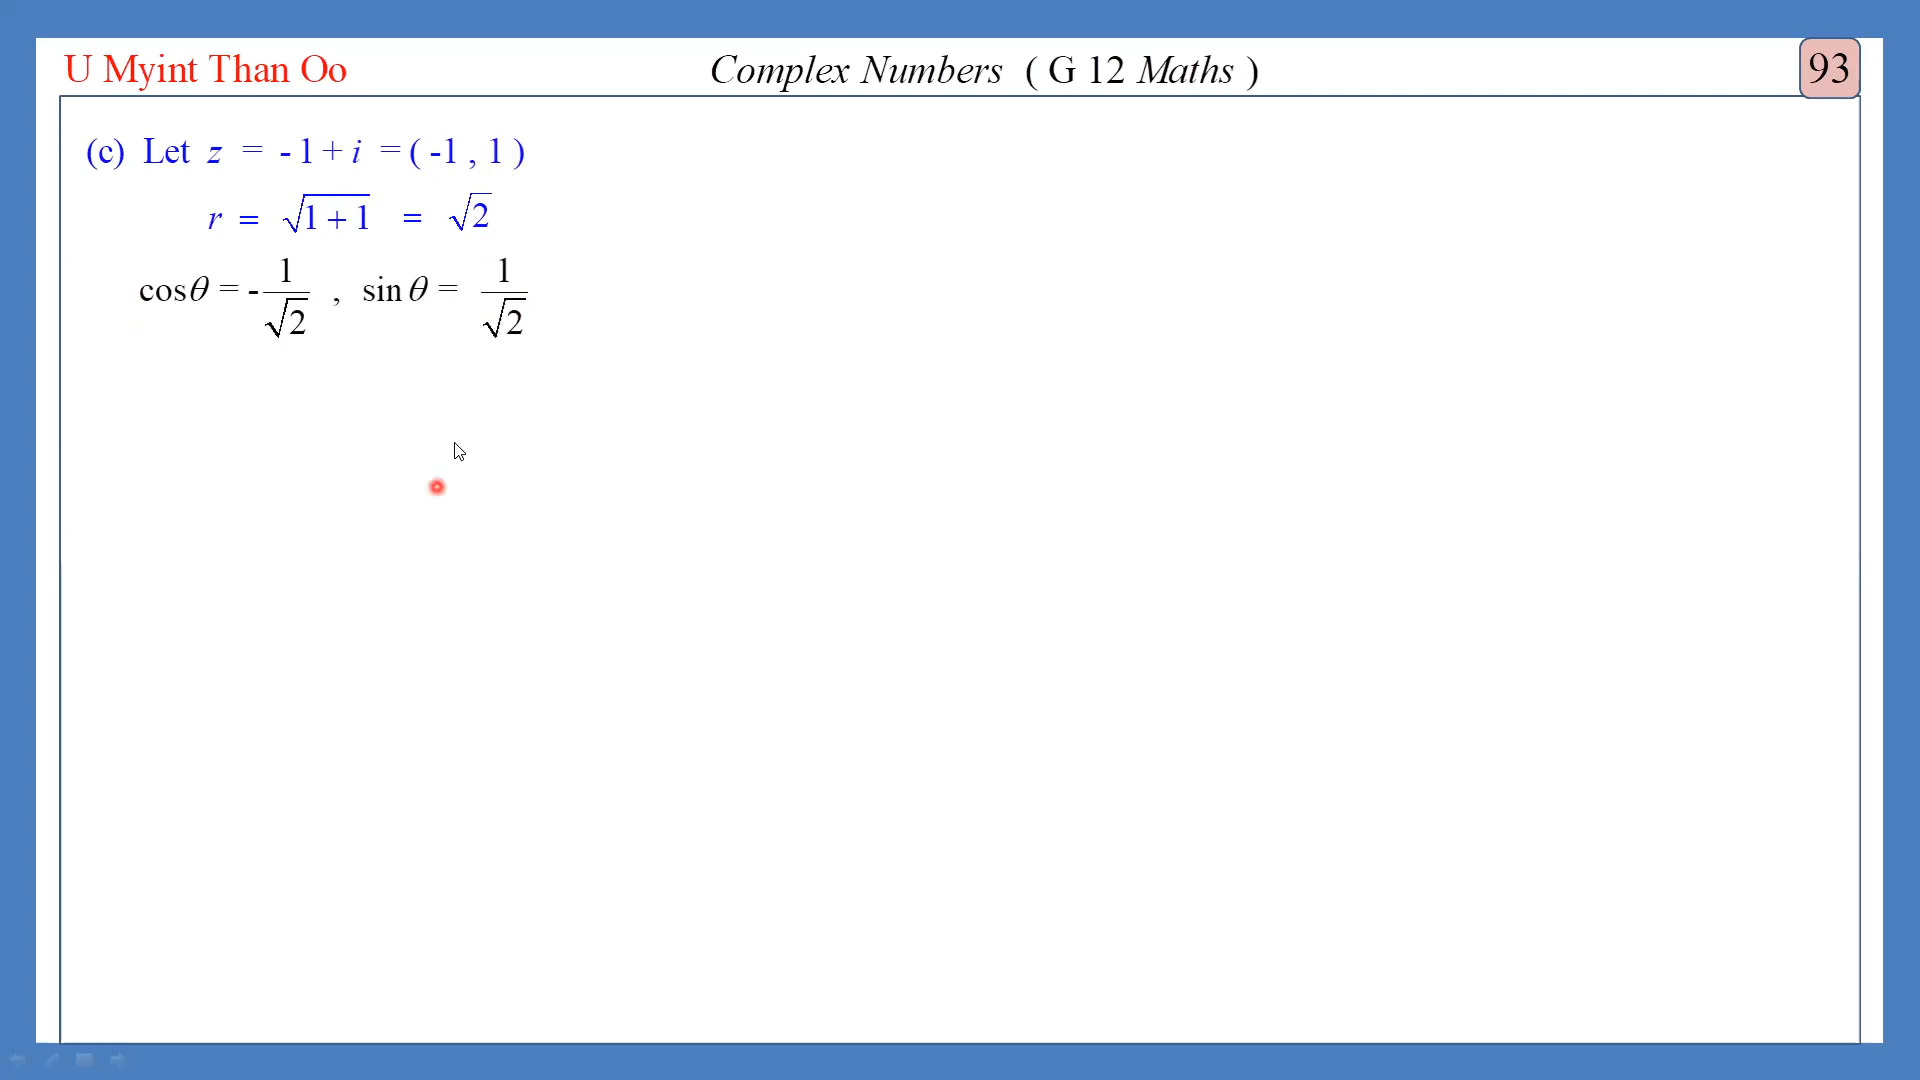 U Myint Than Oo
Complex Numbers ( G 12 Maths )
93
(c) Let z = - 1 + i = ( -1 , 1 )
r = √(1 + 1) = √2
cosθ = - 1/√2 , sin θ = 1/√2